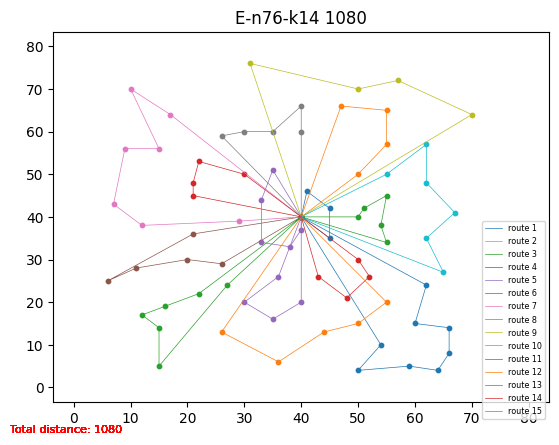 E-n76-k14 1080
80
70
60
50
40
30
20
10
0
0 10 20 30 40 50 60 70 80
route 1
route 2
route 3
route 4
route 5
route 6
route 7
route 8
route 9
route 10
route 11
route 12
route 13
route 14
route 15
Total distance: 1080